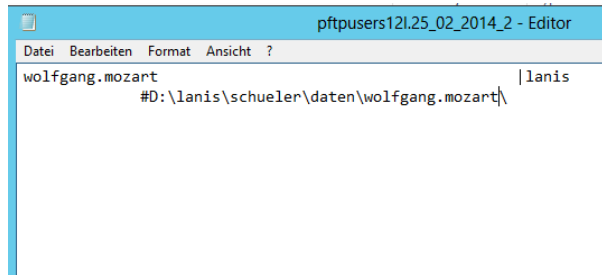 pftpusers12l.25_02_2014_2 - Editor
Datei Bearbeiten Format Ansicht ?
wolfgang.mozart |lanis
#D:\lanis\schueler\daten\wolfgang.mozart\